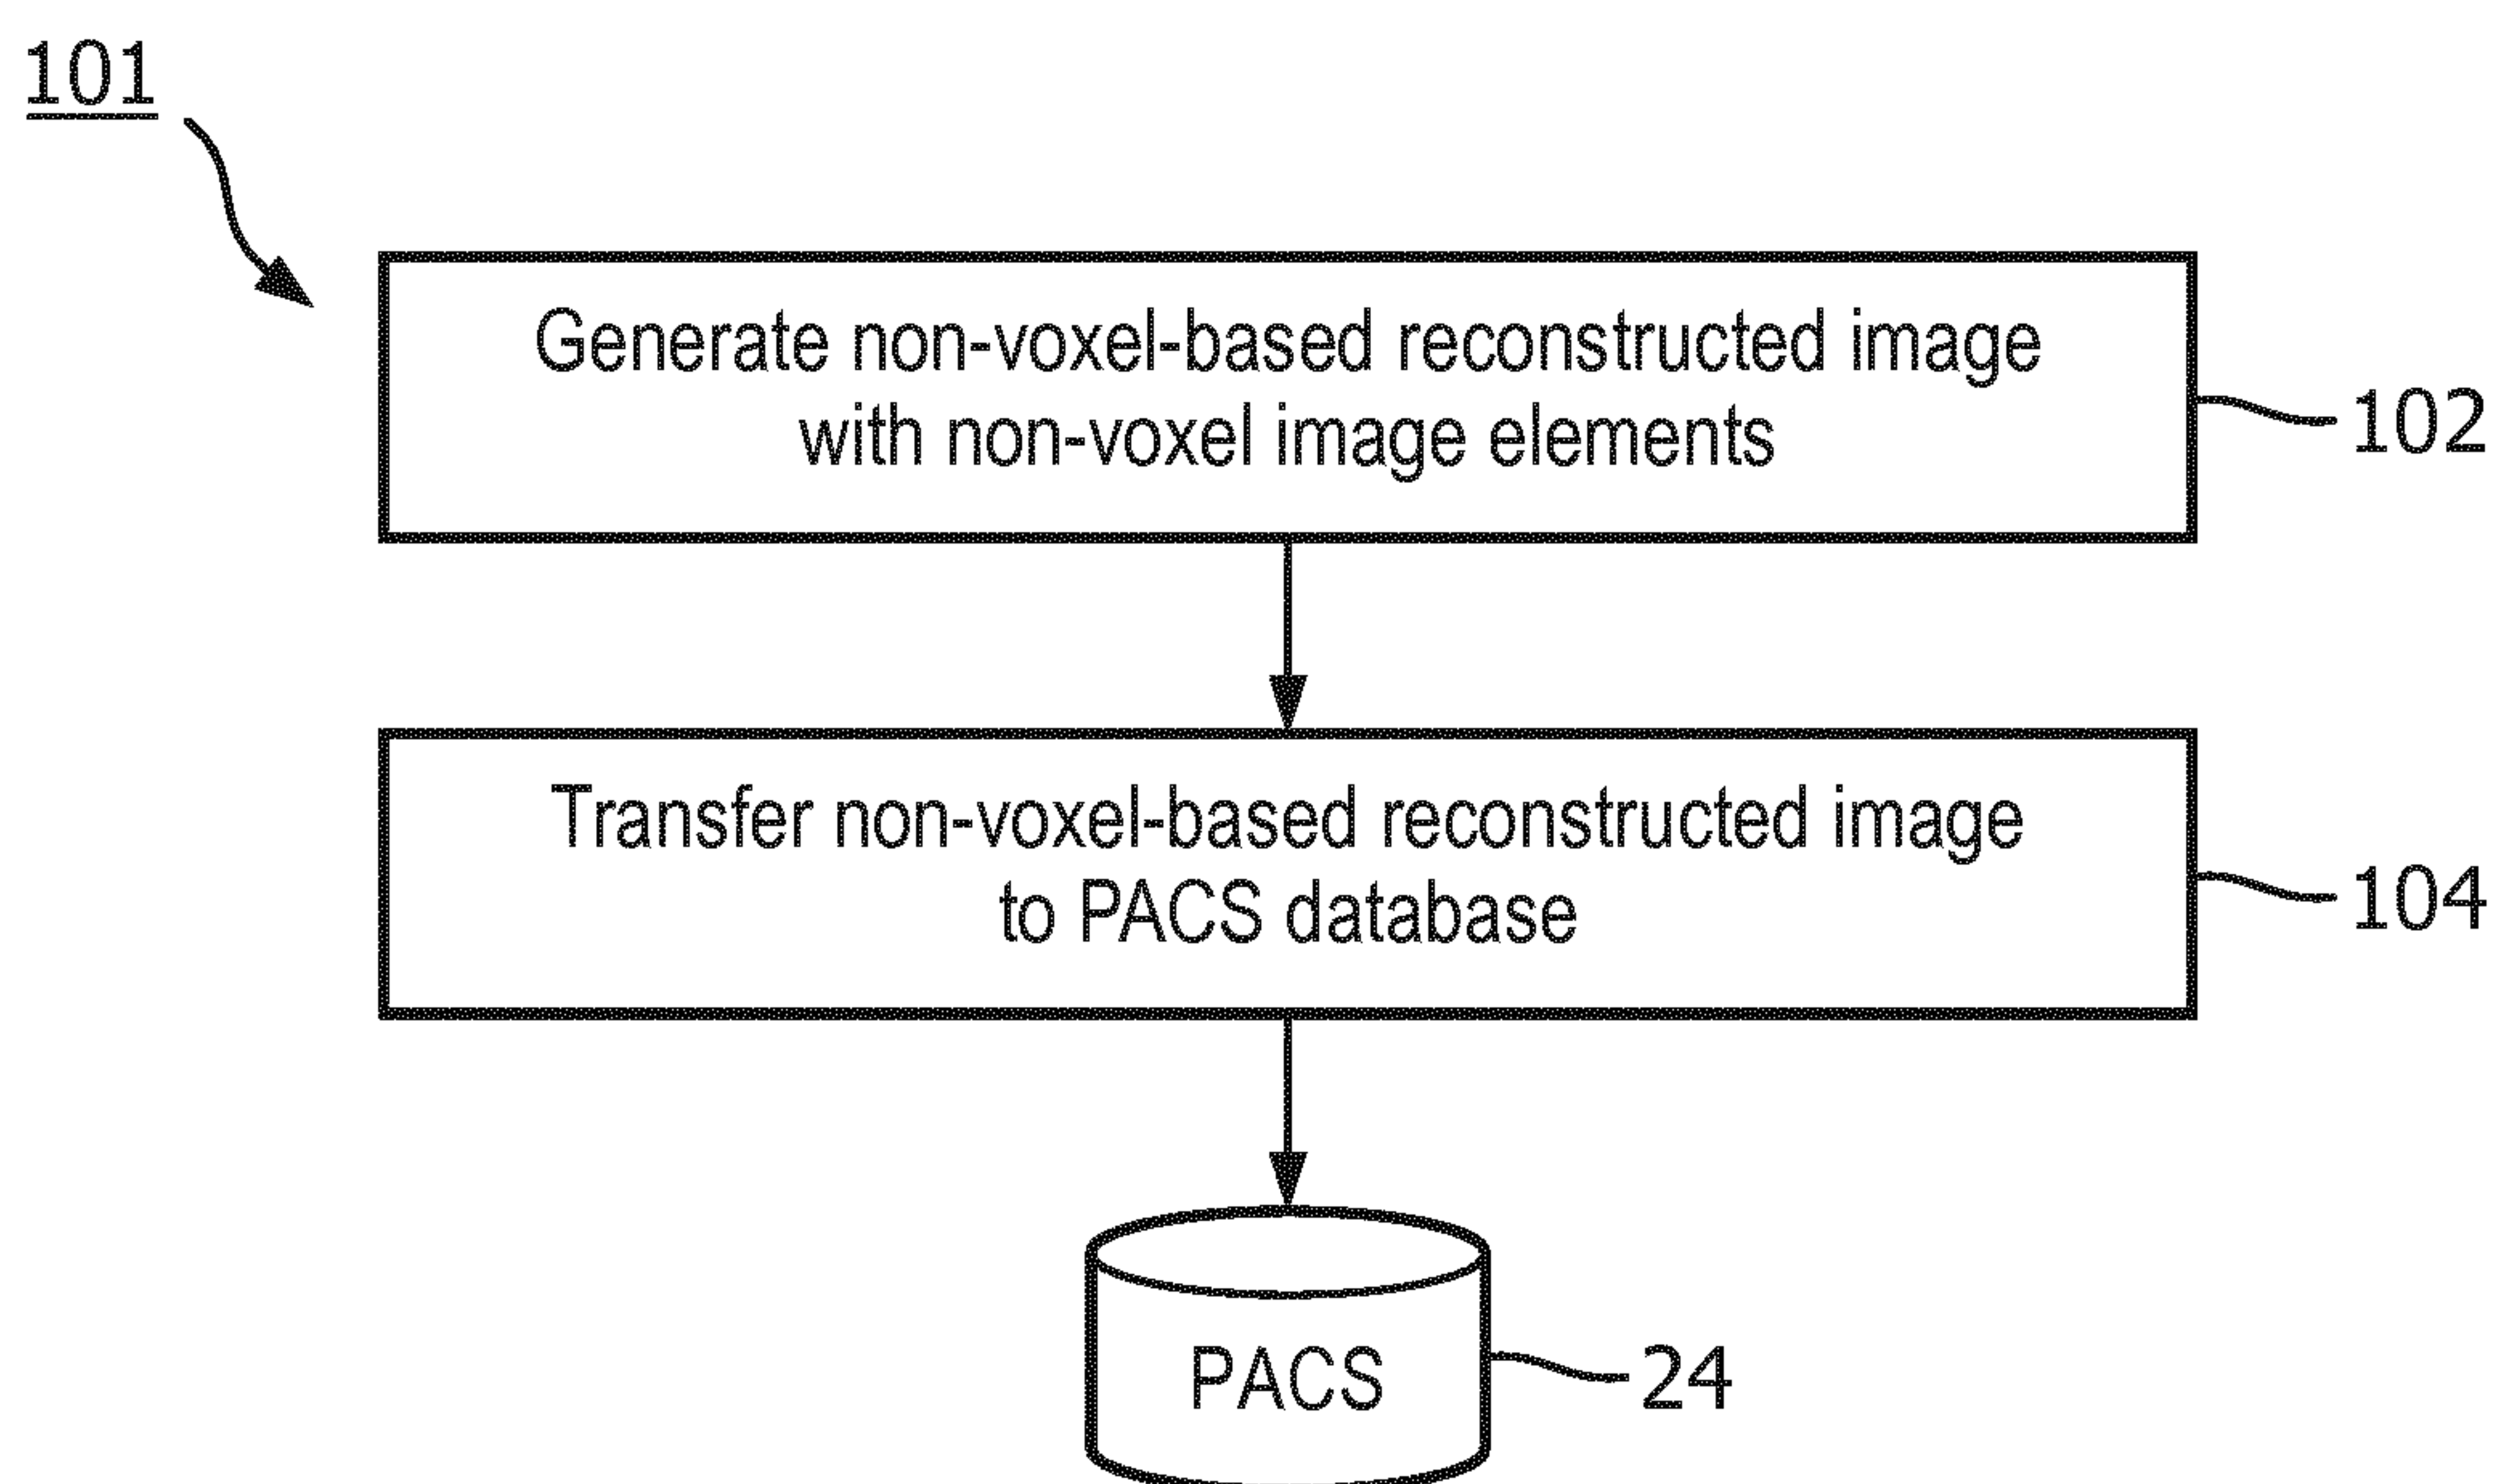 101
Generate non-voxel-based reconstructed image
with non-voxel image elements
102
Transfer non-voxel-based reconstructed image
to PACS database
104
PACS
24